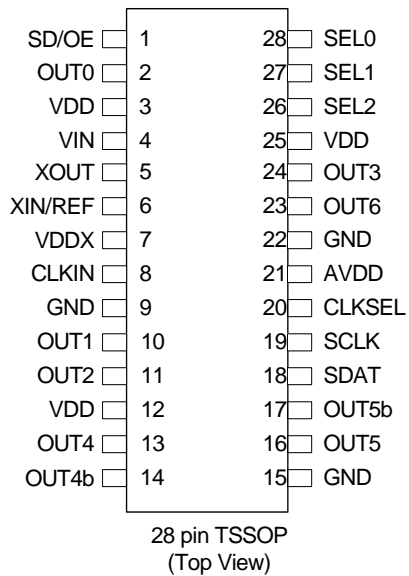 SD/OE 1 28 SEL0
OUT0 2 27 SEL1
VDD 3 26 SEL2
VIN 4 25 VDD
XOUT 5 24 OUT3
XIN/REF 6 23 OUT6
VDDX 7 22 GND
CLKIN 8 21 AVDD
GND 9 20 CLKSEL
OUT1 10 19 SCLK
OUT2 11 18 SDAT
VDD 12 17 OUT5b
OUT4 13 16 OUT5
OUT4b 14 15 GND
28 pin TSSOP
(Top View)